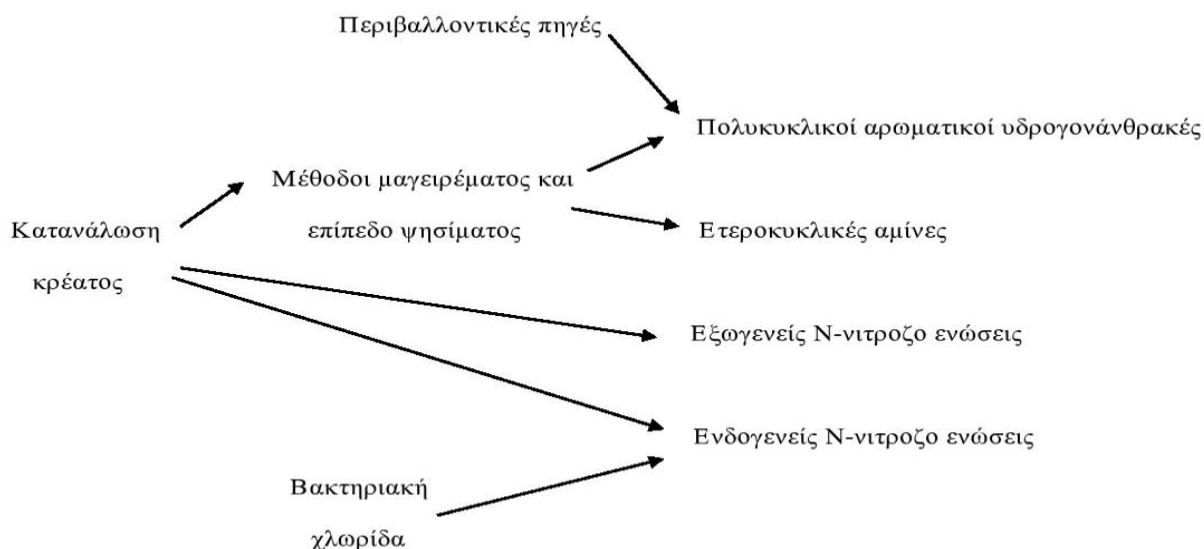 Περιβαλλοντικές πηγές
Πολυκυκλικοί αρωματικοί υδρογονάνθρακές
Μέθοδοι μαγειρέματος και
επίπεδο ψησίματος
Κατανάλωση
κρέατος
Ετεροκυκλικές αμίνες
Εξωγενείς Ν-νιτροζο ενώσεις
Ενδογενείς Ν-νιτροζο ενώσεις
Βακτηριακή
χλωρίδα